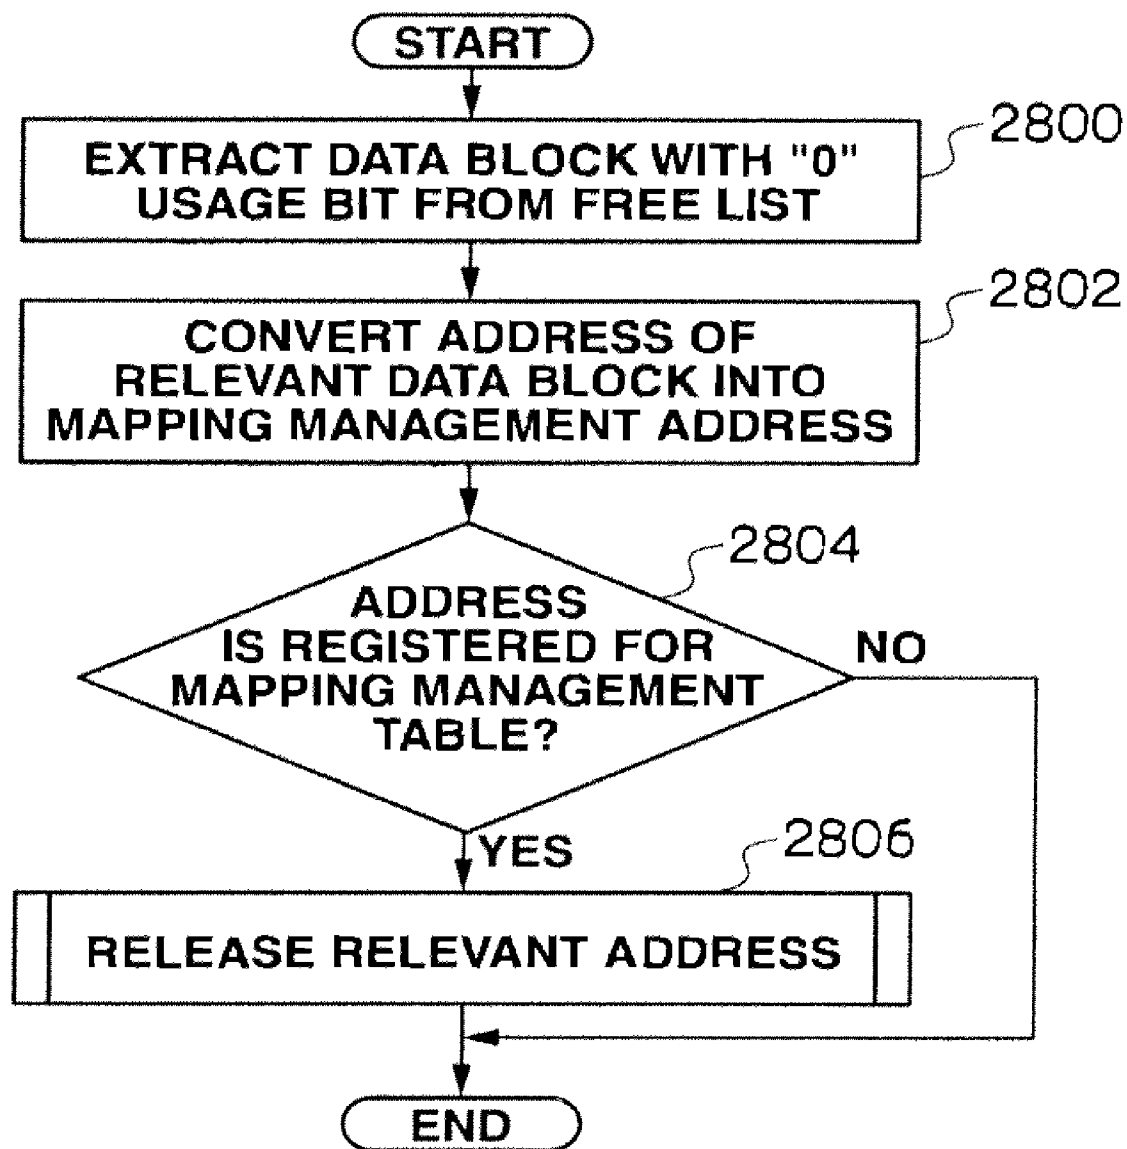 START
EXTRACT DATA BLOCK WITH "0"
USAGE BIT FROM FREE LIST
2800
CONVERT ADDRESS OF
RELEVANT DATA BLOCK INTO
MAPPING MANAGEMENT ADDRESS
2802
ADDRESS
IS REGISTERED FOR
MAPPING MANAGEMENT
TABLE?
2804
NO
YES
2806
RELEASE RELEVANT ADDRESS
END